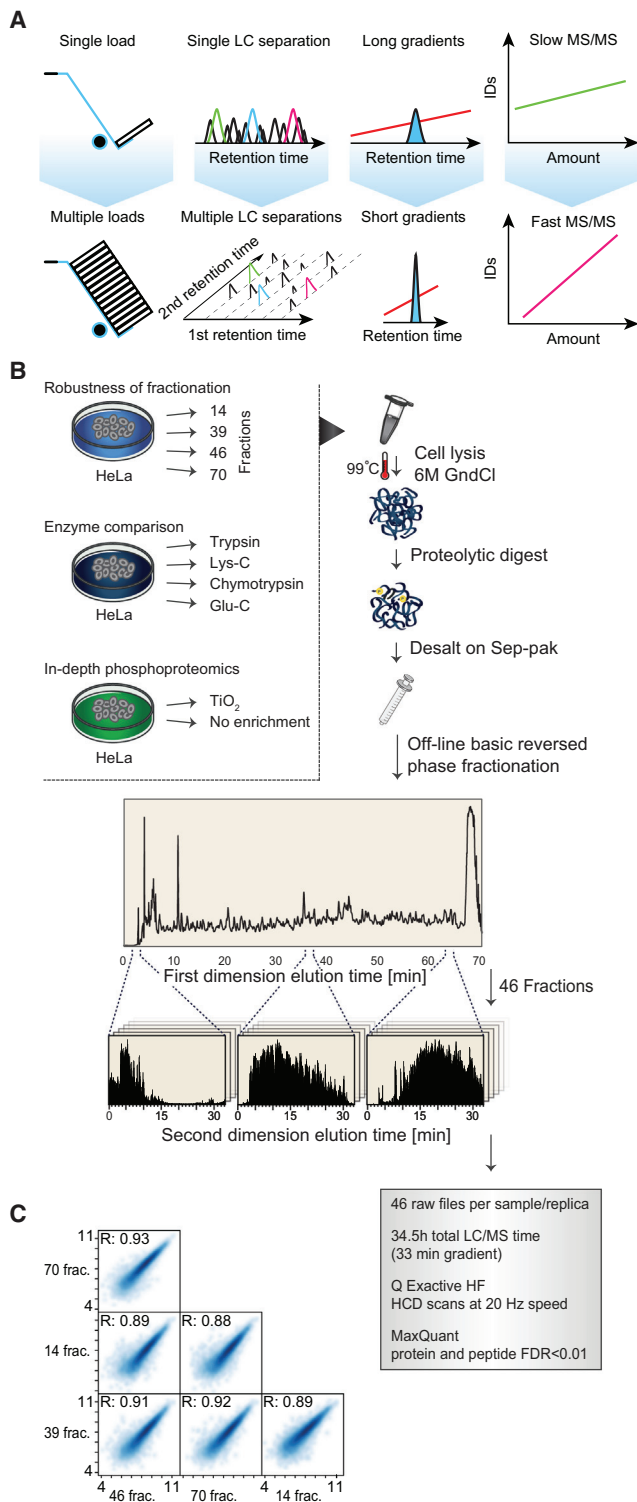 A
Single load
Single LC separation
Long gradients
Slow MS/MS
IDs
Retention time
Retention time
Amount
Multiple loads
Multiple LC separations
Short gradients
Fast MS/MS
IDs
2nd retention time
1st retention time
Retention time
Amount
B
Robustness of fractionation
14
39
46
70
Fractions
HeLa
Enzyme comparison
Trypsin
Lys-C
Chymotrypsin
Glu-C
HeLa
In-depth phosphoproteomics
TiO2
No enrichment
HeLa
99°C
Cell lysis
6M GndCl
Proteolytic digest
Desalt on Sep-pak
Off-line basic reversed
phase fractionation
0 10 20 30 40 50 60 70
First dimension elution time [min]
46 Fractions
0 15 30 0 15 30 0 15 30
Second dimension elution time [min]
46 raw files per sample/replica
34.5h total LC/MS time
(33 min gradient)
Q Exactive HF
HCD scans at 20 Hz speed
MaxQuant
protein and peptide FDR<0.01
C
11
R: 0.93
70 frac.
4
11
R: 0.89
R: 0.88
14 frac.
4
11
R: 0.91
R: 0.92
R: 0.89
39 frac.
4
4 11 4 11 4 11
46 frac. 70 frac. 14 frac.